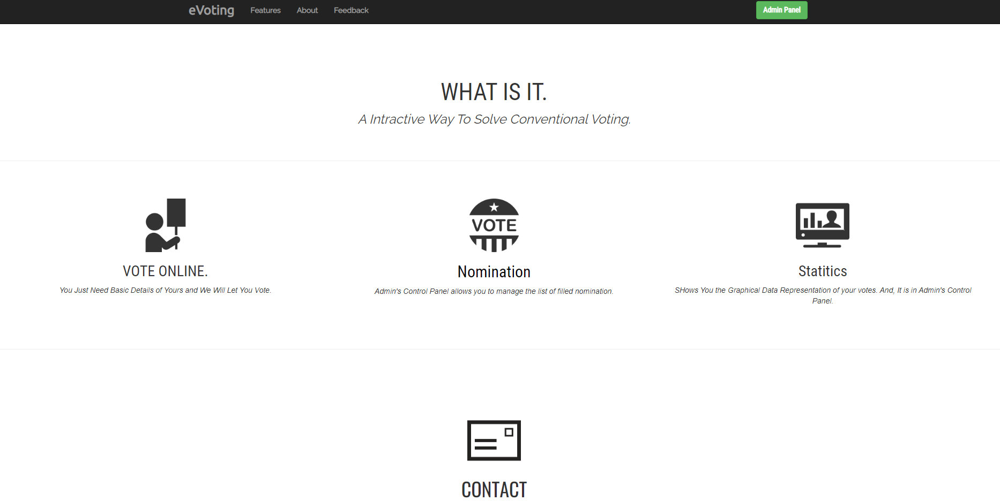 eVoting Features About Feedback Admin Panel
WHAT IS IT.
A Intractive Way To Solve Conventional Voting.
VOTE
VOTE ONLINE.
You Just Need Basic Details of Yours and We Will Let You Vote.
Nomination
Admin's Control Panel allows you to manage the list of filled nomination.
Statitics
SHows You the Graphical Data Representation of your votes. And, It is in Admin's Control
Panel.
CONTACT